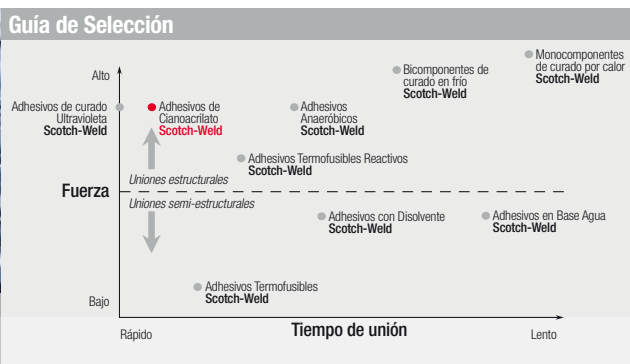 Guía de Selección
Alto
Monocomponentes
de curado por calor
Scotch-Weld
Bicomponentes de
curado en frío
Scotch-Weld
Adhesivos de curado
Ultravioleta
Scotch-Weld
Adhesivos de
Cianoacrilato
Scotch-Weld
Adhesivos
Anaeróbicos
Scotch-Weld
Adhesivos Termofusibles Reactivos
Scotch-Weld
Uniones estructurales
Fuerza
Uniones semi-estructurales
Adhesivos con Disolvente
Scotch-Weld
Adhesivos en Base Agua
Scotch-Weld
Adhesivos Termofusibles
Scotch-Weld
Bajo
Rápido
Tiempo de unión
Lento